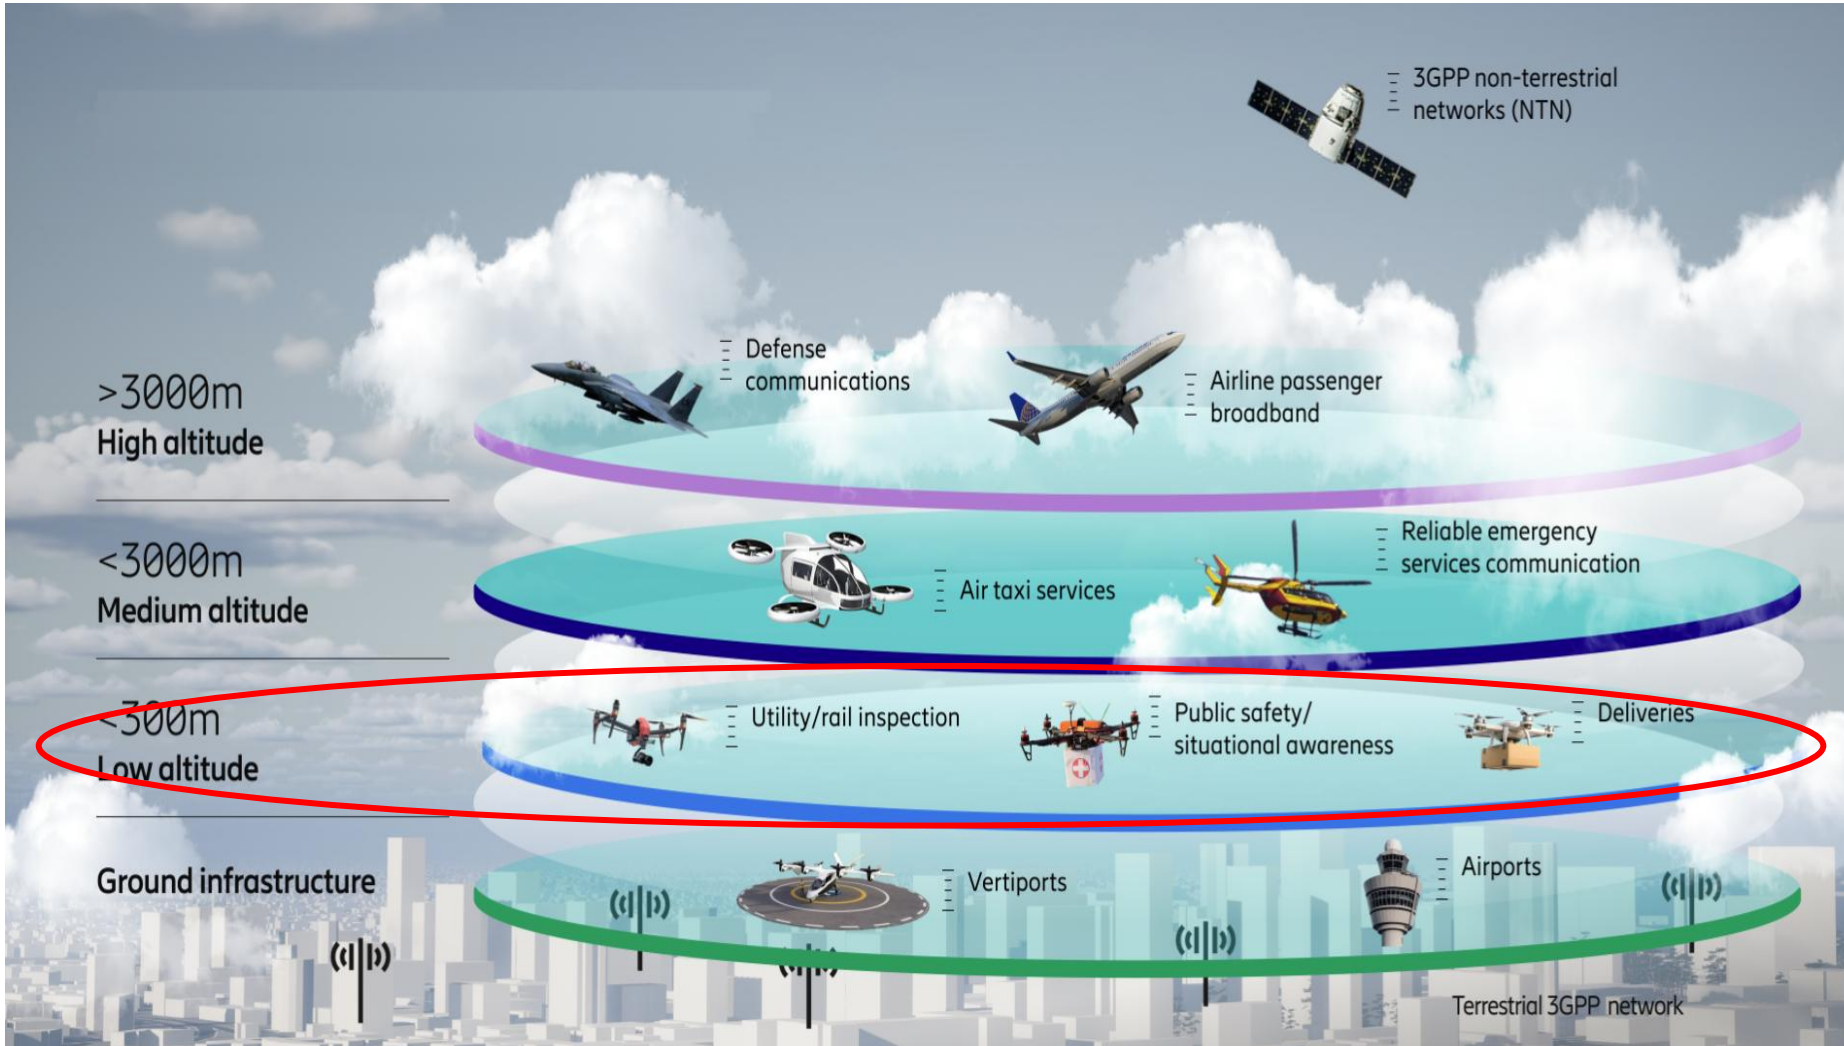 3GPP non-terrestrial
networks (NTN)
>3000m
High altitude
Defense
communications
Airline passenger
broadband
<3000m
Medium altitude
Air taxi services
Reliable emergency
services communication
<300m
Low altitude
Utility/rail inspection
Public safety/
situational awareness
Deliveries
Ground infrastructure
Vertiports
Airports
Terrestrial 3GPP network